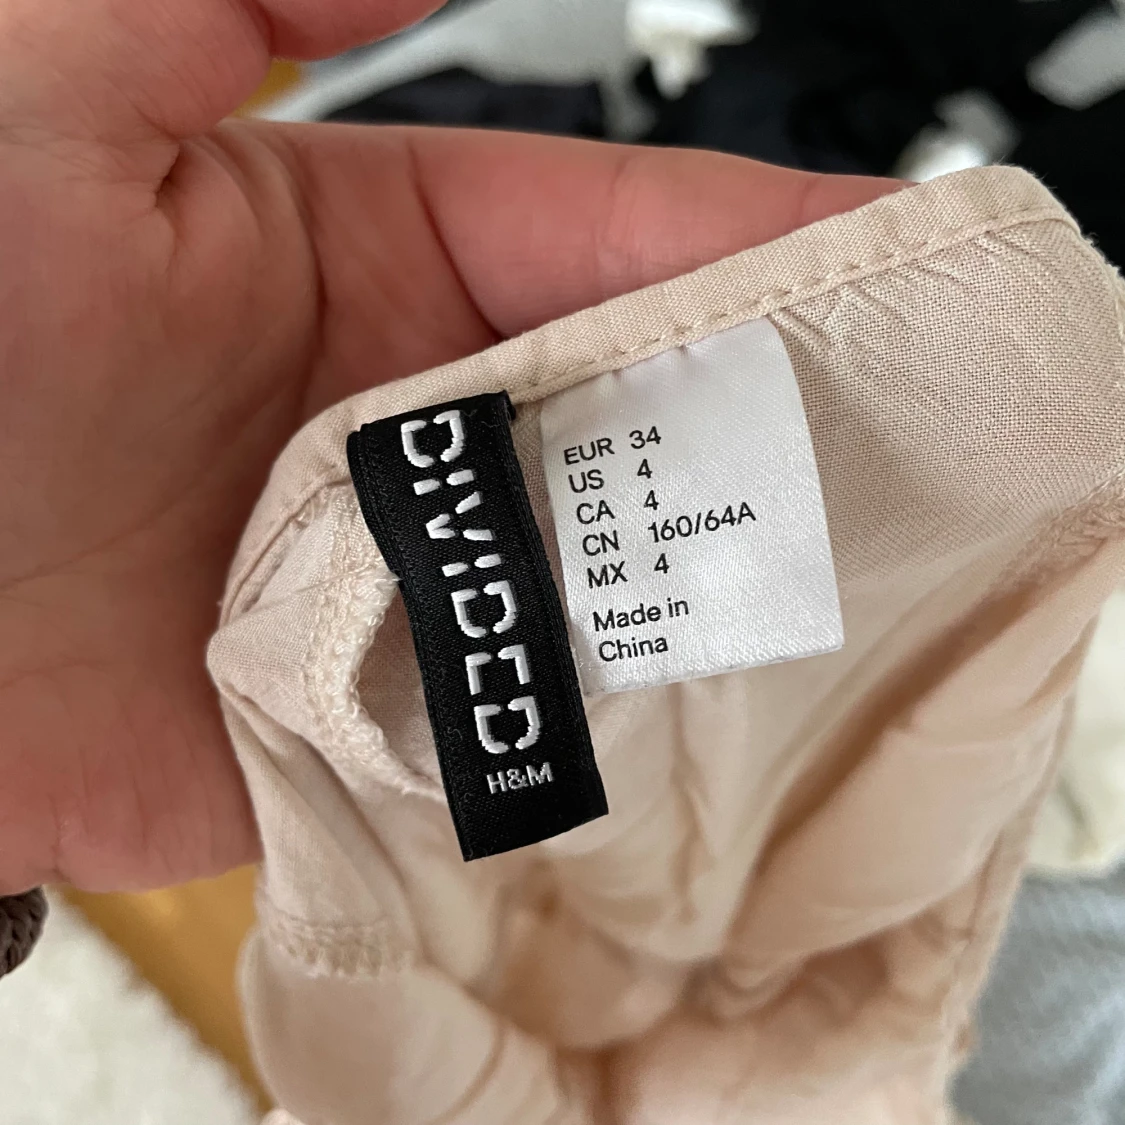 DIVIDED
H&M
EUR 34
US 4
CA 4
CN 160/64A
MX 4
Made in
China